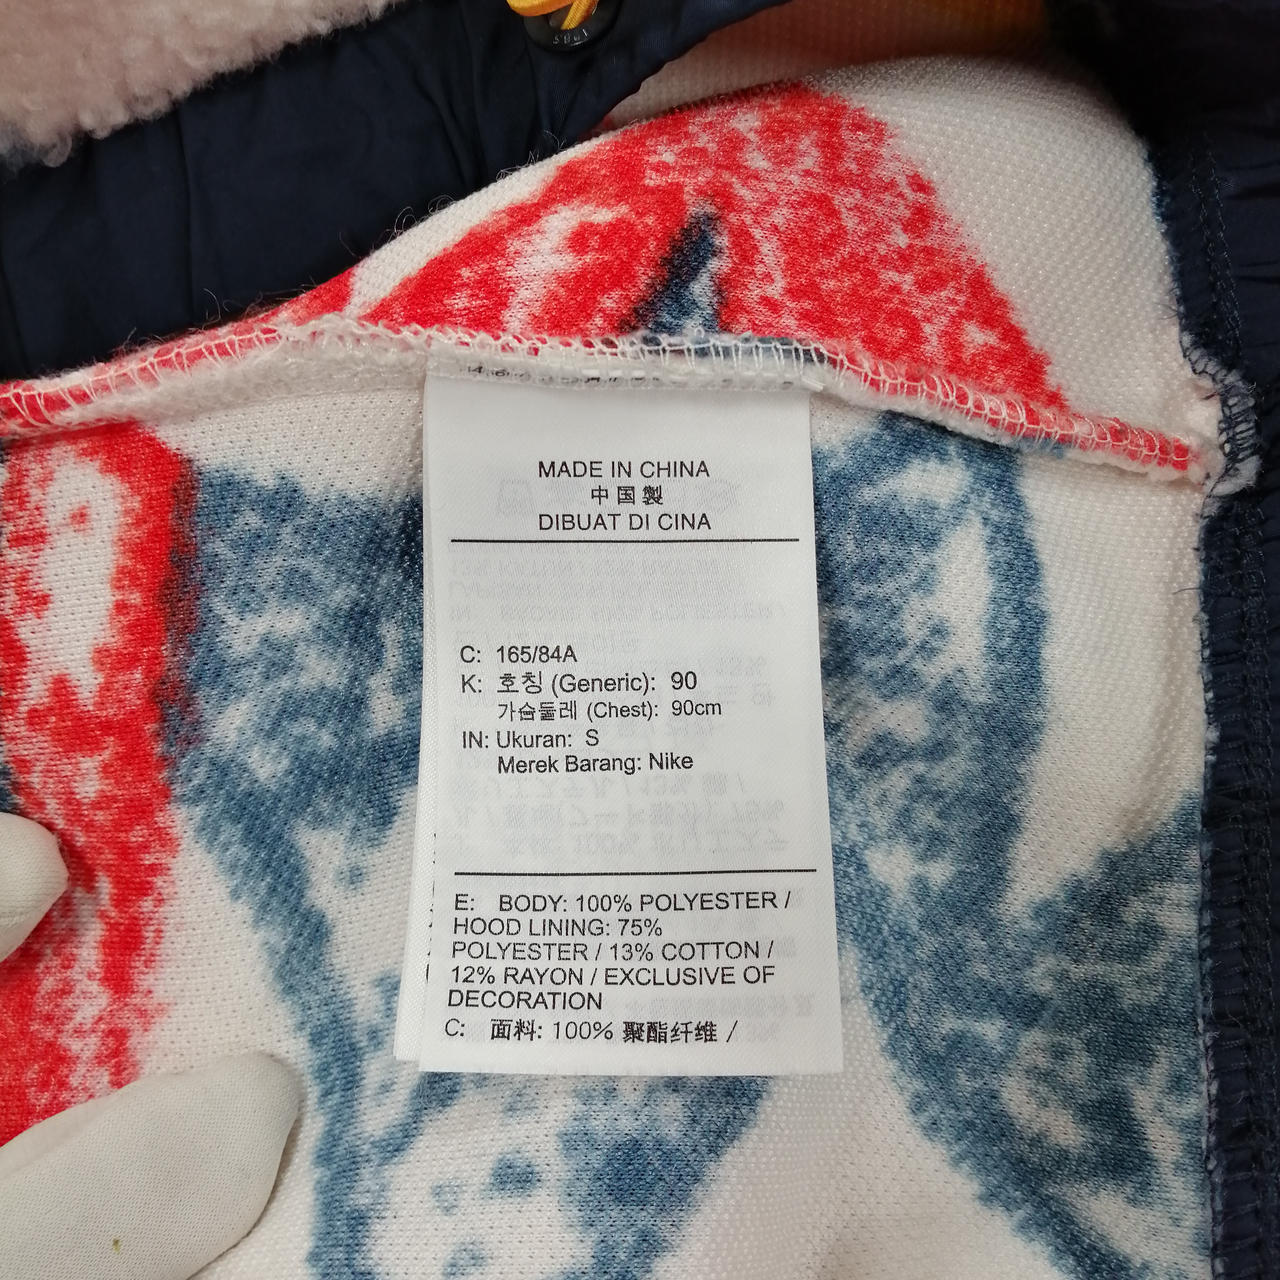 MADE IN CHINA
中国製
DIBUAT DI CINA
C: 165/84A
K: 호칭 (Generic): 90
가슴둘레 (Chest): 90cm
IN: Ukuran: S
Merek Barang: Nike
E: BODY: 100% POLYESTER /
HOOD LINING: 75%
POLYESTER / 13% COTTON /
12% RAYON / EXCLUSIVE OF
DECORATION
C: 面料: 100% 聚酯纤维 /